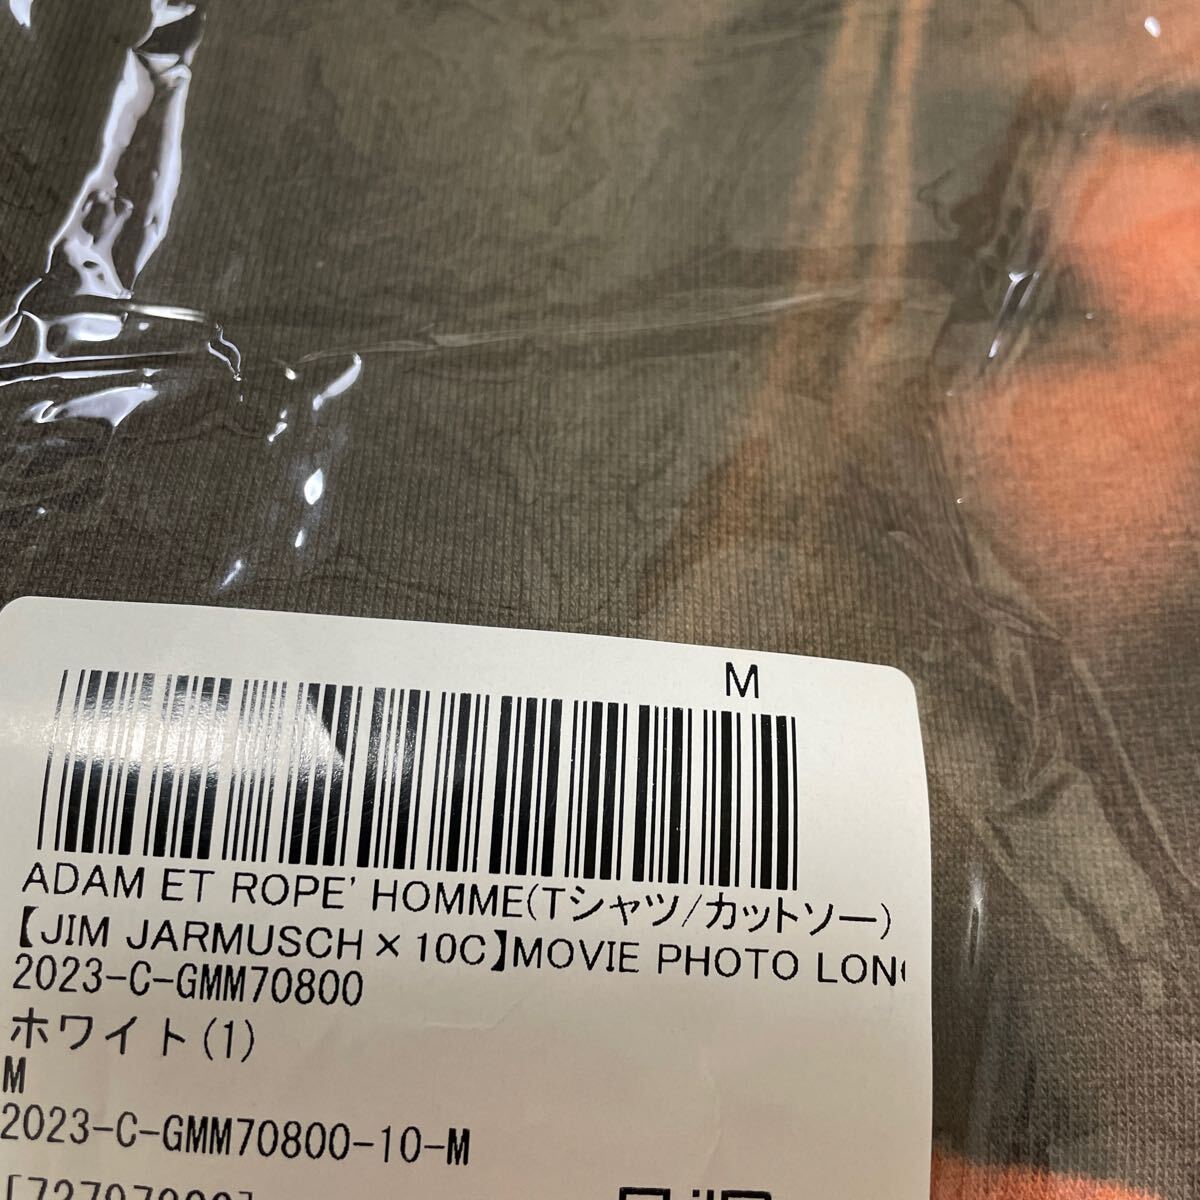 M
ADAM ET ROPE' HOMME(Tシャツ/カットソー)
【JIM JARMUSCH×10C】MOVIE PHOTO LON
2023-C-GMM70800
ホワイト(1)
M
2023-C-GMM70800-10-M